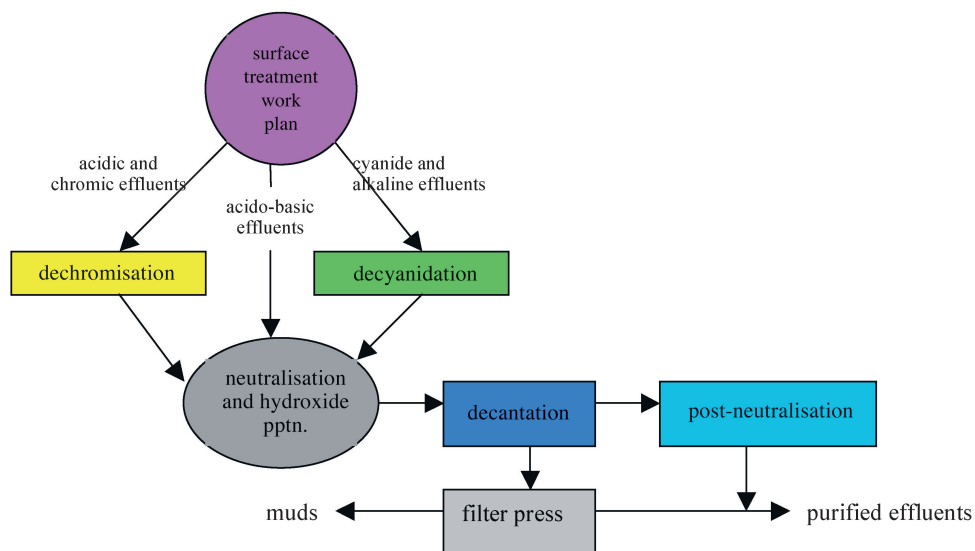 surface
treatment
work
plan
acidic and
chromic effluents
acido-basic
effluents
cyanide and
alkaline effluents
dechromisation
decyanidation
neutralisation
and hydroxide
pptn.
decantation
post-neutralisation
muds
filter press
purified effluents